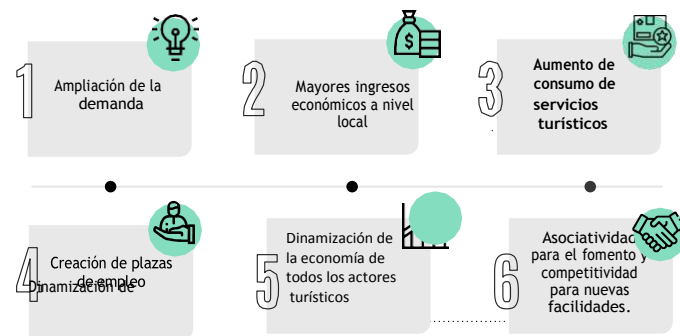 1
Ampliación de la
demanda
2
Mayores ingresos
económicos a nivel
local
3
Aumento de
consumo de
servicios
turísticos
4
Creación de plazas
de empleo
Dinamización de
5
Dinamización de
la economía de
todos los actores
turísticos
6
Asociatividad
para el fomento y
competitividad
para nuevas
facilidades.